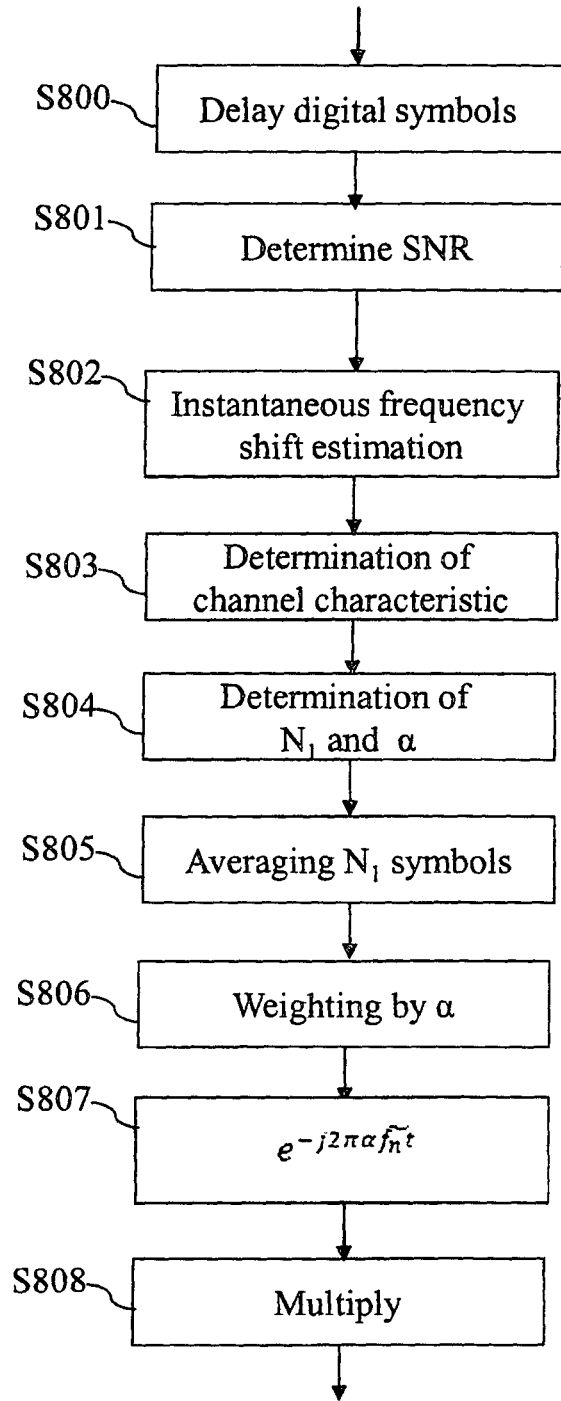 S800
Delay digital symbols
S801
Determine SNR
S802
Instantaneous frequency
shift estimation
S803
Determination of
channel characteristic
S804
Determination of
N₁ and α
S805
Averaging N₁ symbols
S806
Weighting by α
S807
e^{-j2παf̃_n t}
S808
Multiply